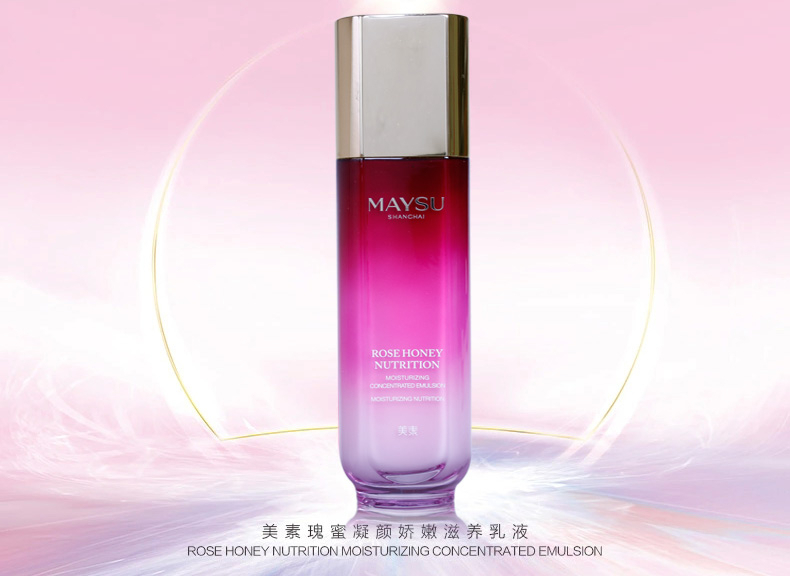 MAYSU
SHANGHAI
ROSE HONEY
NUTRITION
MOISTURIZING
CONCENTRATED EMULSION
MOISTURIZING NUTRITION
美素
美素瑰蜜凝颜娇嫩滋养乳液
ROSE HONEY NUTRITION MOISTURIZING CONCENTRATED EMULSION